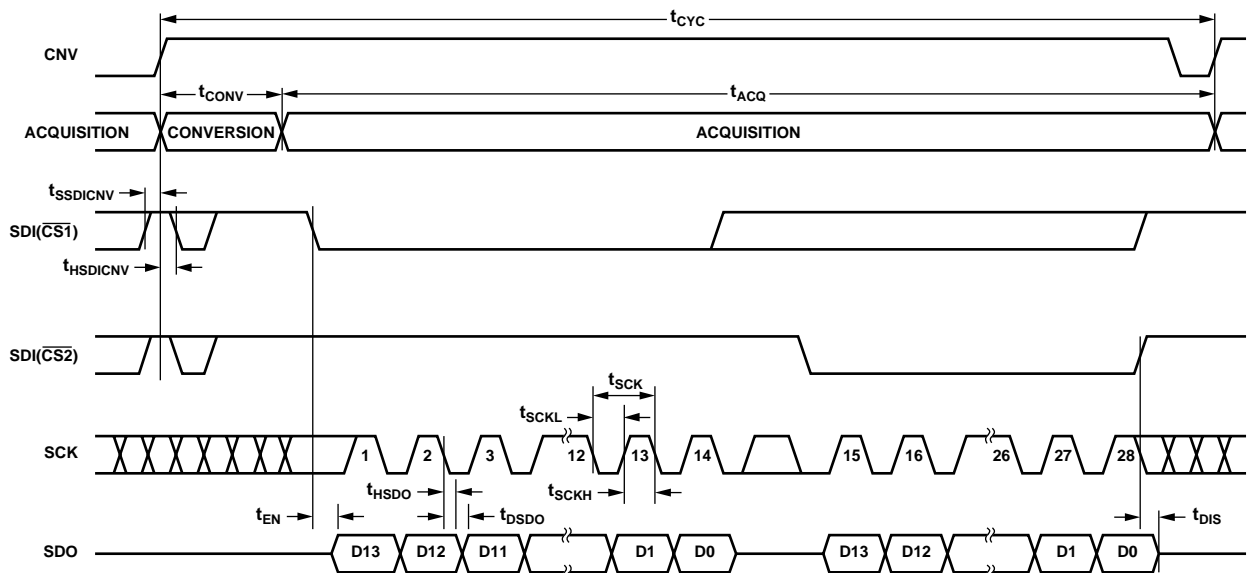 tCYC
CNV
tCONV
tACQ
ACQUISITION
CONVERSION
ACQUISITION
tSSDICNV
SDI(C̅S̅1̅)
tHSDICNV
SDI(C̅S̅2̅)
tSCK
tSCKL
SCK
1 2 3 12 13 14 15 16 26 27 28
tHSDO
tSCKH
tEN
tDSDO
tDIS
SDO
D13 D12 D11 D1 D0 D13 D12 D1 D0